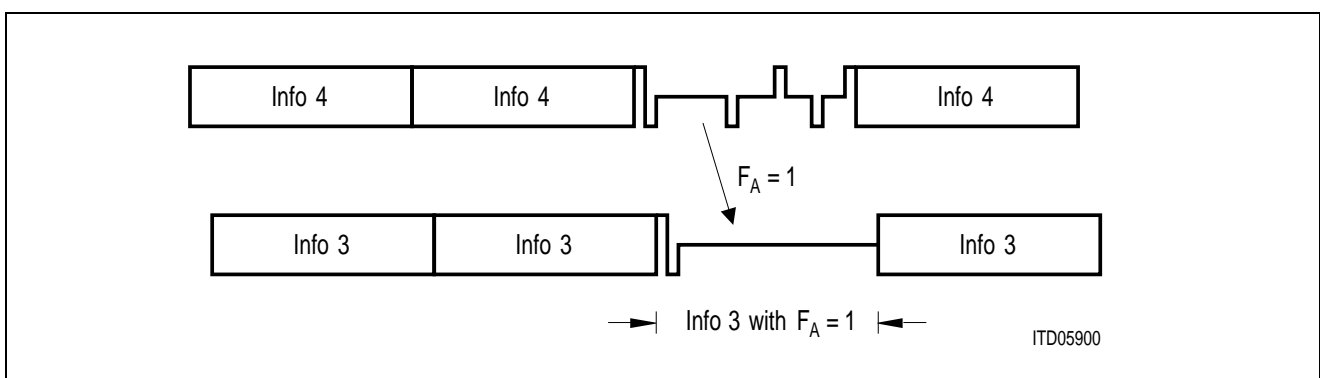 Info 4 Info 4 Info 4
F_A = 1
Info 3 Info 3 Info 3
Info 3 with F_A = 1
ITD05900